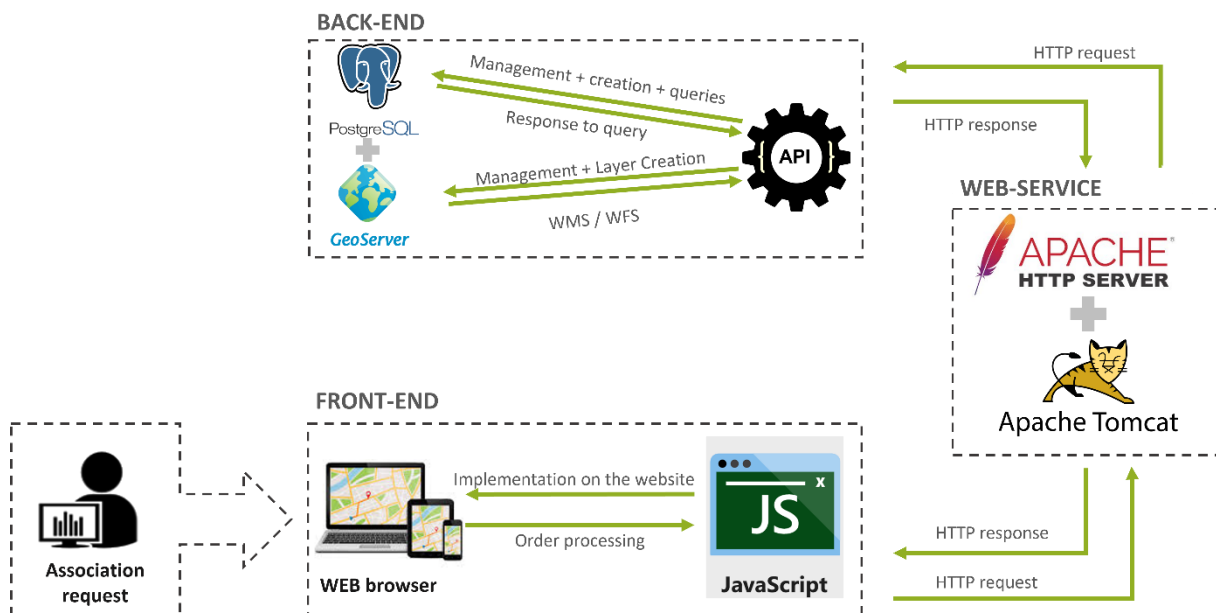 BACK-END
PostgreSQL
GeoServer
Management + creation + queries
Response to query
Management + Layer Creation
WMS / WFS
{ API }
HTTP request
HTTP response
WEB-SERVICE
APACHE®
HTTP SERVER
Apache Tomcat
FRONT-END
Association
request
WEB browser
Implementation on the website
Order processing
x
JS
JavaScript
HTTP response
HTTP request